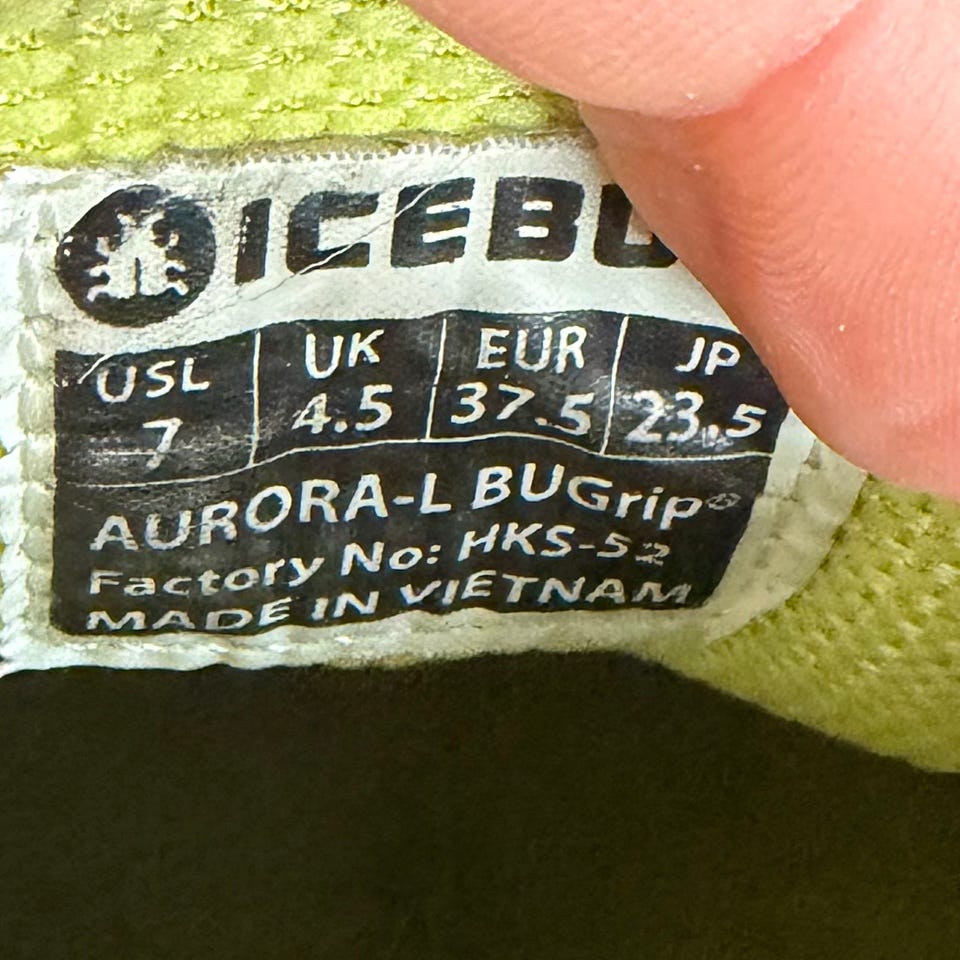 ICEBU
USL UK EUR JP
7 4.5 37.5 23.5
AURORA-L BUGrip®
Factory No: HKS-52
MADE IN VIETNAM